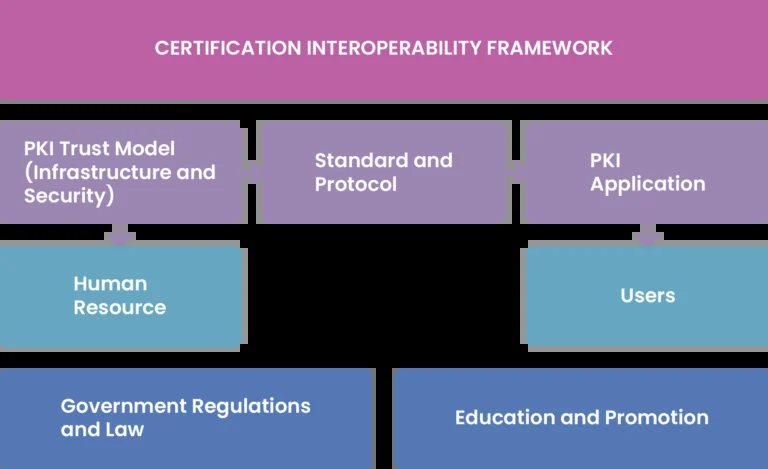 CERTIFICATION INTEROPERABILITY FRAMEWORK
PKI Trust Model
(Infrastructure and
Security)
Standard and
Protocol
PKI
Application
Human
Resource
Users
Government Regulations
and Law
Education and Promotion